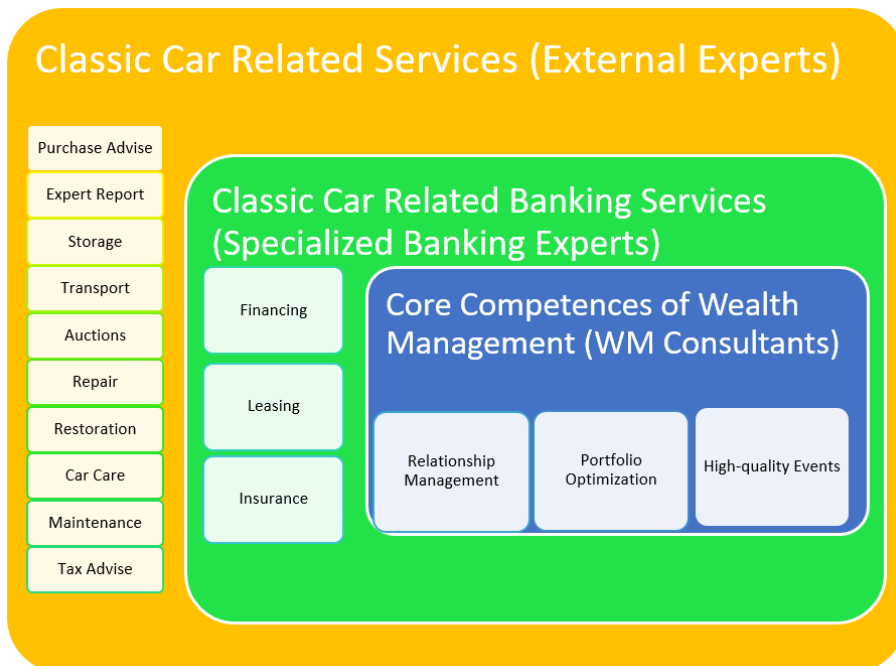 Classic Car Related Services (External Experts)
Purchase Advise
Expert Report
Storage
Transport
Auctions
Repair
Restoration
Car Care
Maintenance
Tax Advise
Classic Car Related Banking Services
(Specialized Banking Experts)
Financing
Leasing
Insurance
Core Competences of Wealth
Management (WM Consultants)
Relationship
Management
Portfolio
Optimization
High-quality Events